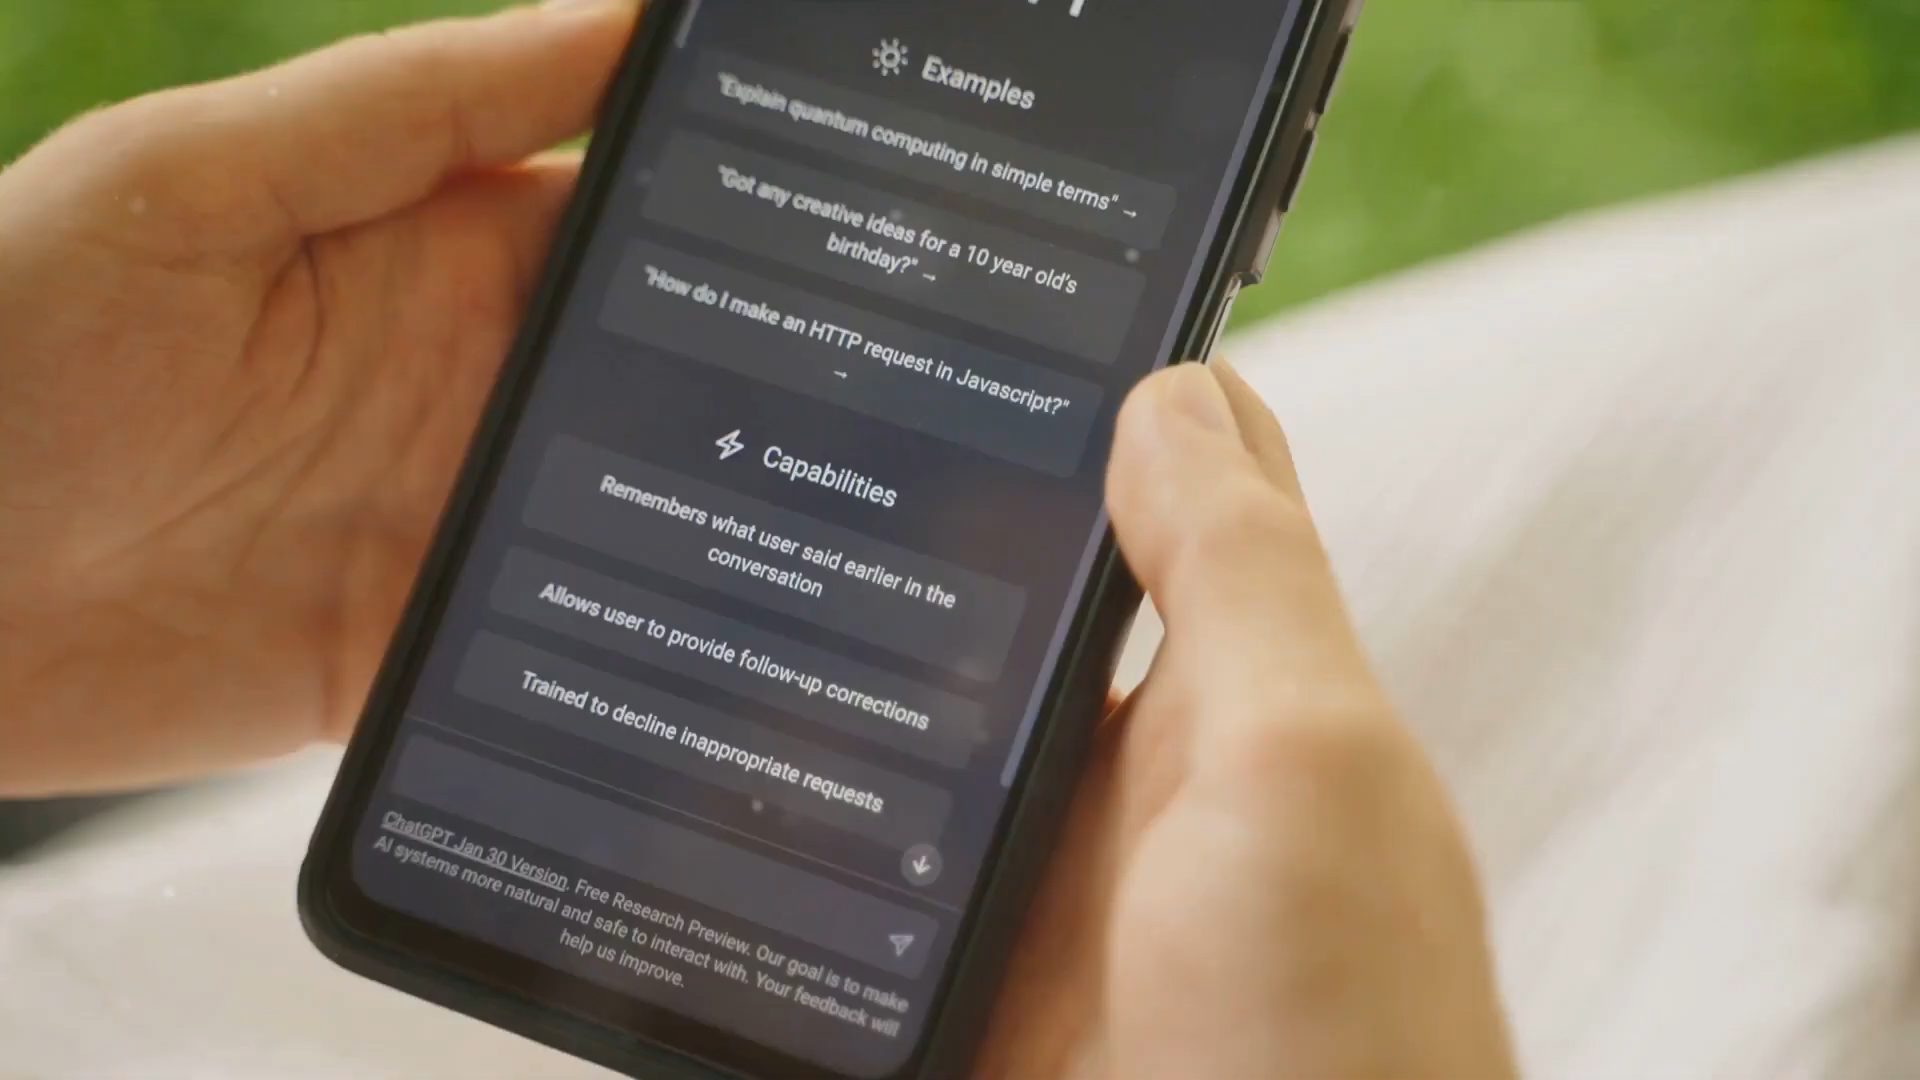 Examples
"Explain quantum computing in simple terms" →
"Got any creative ideas for a 10 year old's
birthday?" →
"How do I make an HTTP request in Javascript?"
→
Capabilities
Remembers what user said earlier in the
conversation
Allows user to provide follow-up corrections
Trained to decline inappropriate requests
ChatGPT Jan 30 Version. Free Research Preview. Our goal is to make
AI systems more natural and safe to interact with. Your feedback will
help us improve.